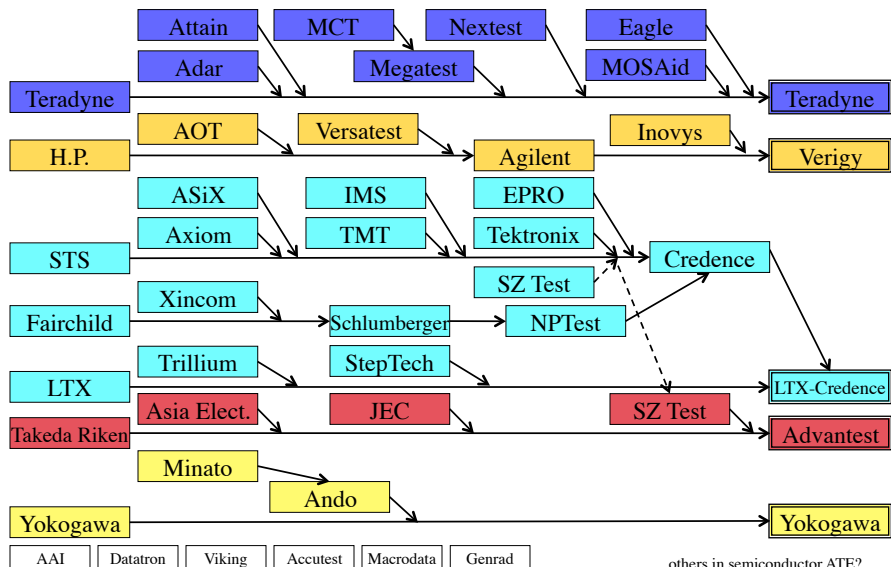 Attain
MCT
Nextest
Eagle
Adar
Megatest
MOSAid
Teradyne
Teradyne
AOT
Versatest
Inovys
H.P.
Agilent
Verigy
ASiX
IMS
EPRO
Axiom
TMT
Tektronix
STS
Credence
SZ Test
Xincom
Fairchild
Schlumberger
NPTest
Trillium
StepTech
LTX
LTX-Credence
Asia Elect.
JEC
SZ Test
Takeda Riken
Advantest
Minato
Ando
Yokogawa
Yokogawa
AAI
Datatron
Viking
Accutest
Macrodata
Genrad
others in semiconductor ATE?